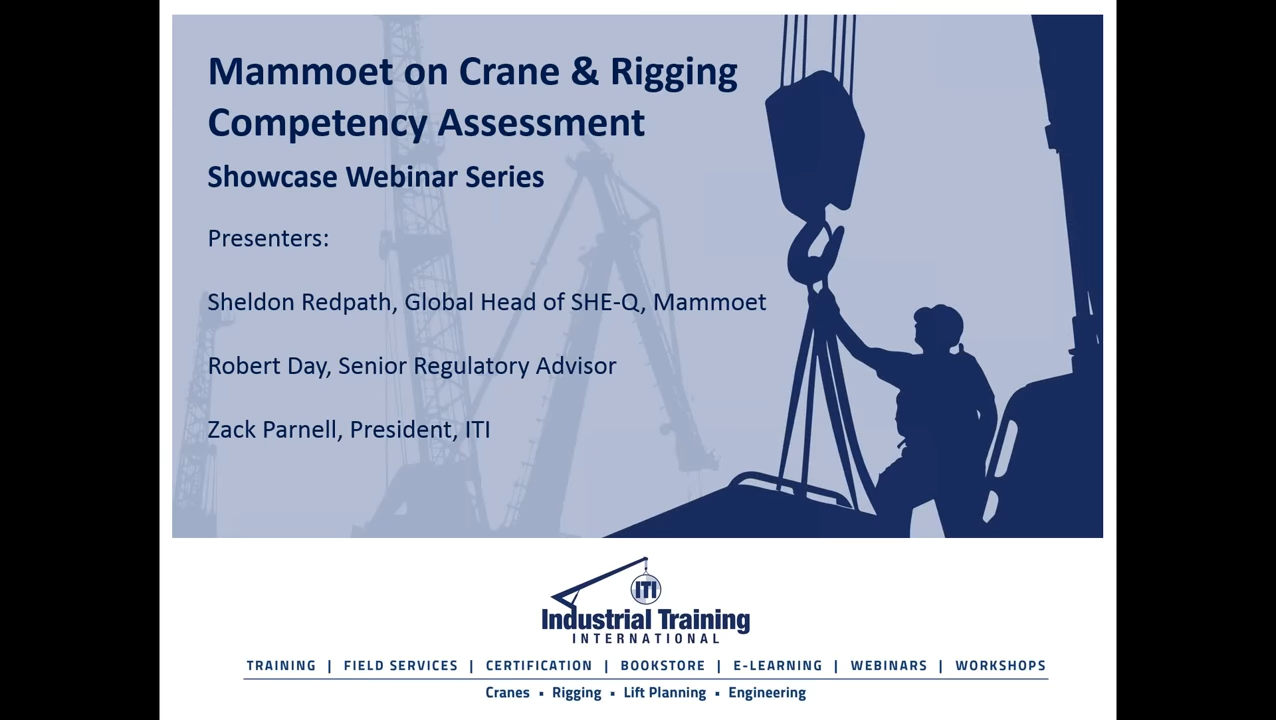 Mammoet on Crane & Rigging
Competency Assessment
Showcase Webinar Series
Presenters:
Sheldon Redpath, Global Head of SHE-Q, Mammoet
Robert Day, Senior Regulatory Advisor
Zack Parnell, President, ITI
ITI
Industrial Training
INTERNATIONAL
TRAINING | FIELD SERVICES | CERTIFICATION | BOOKSTORE | E-LEARNING | WEBINARS | WORKSHOPS
Cranes ▪ Rigging ▪ Lift Planning ▪ Engineering